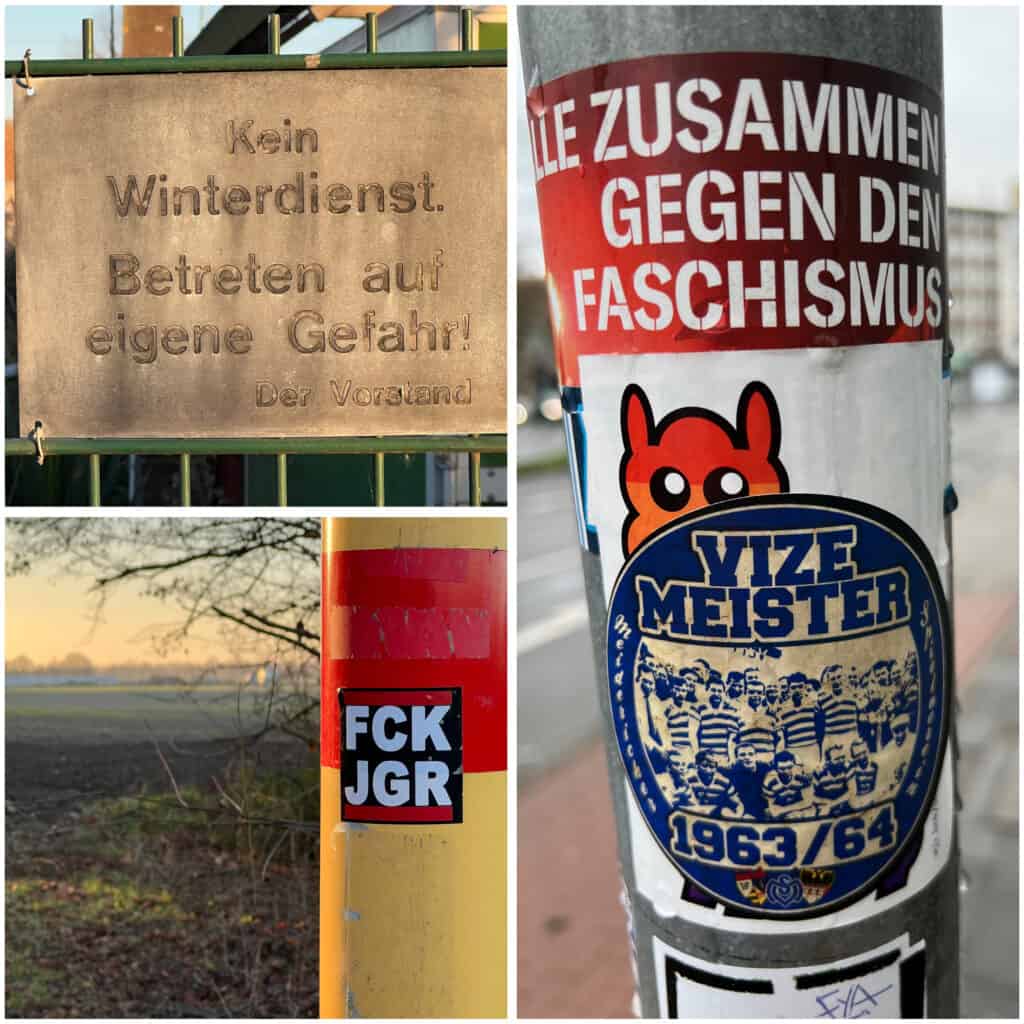 Kein
Winterdienst.
Betreten auf
eigene Gefahr!
Der Vorstand
FCK
JGR
LLE ZUSAMMEN
GEGEN DEN
FASCHISMUS
VIZE
MEISTER
Meidericher
1963/64